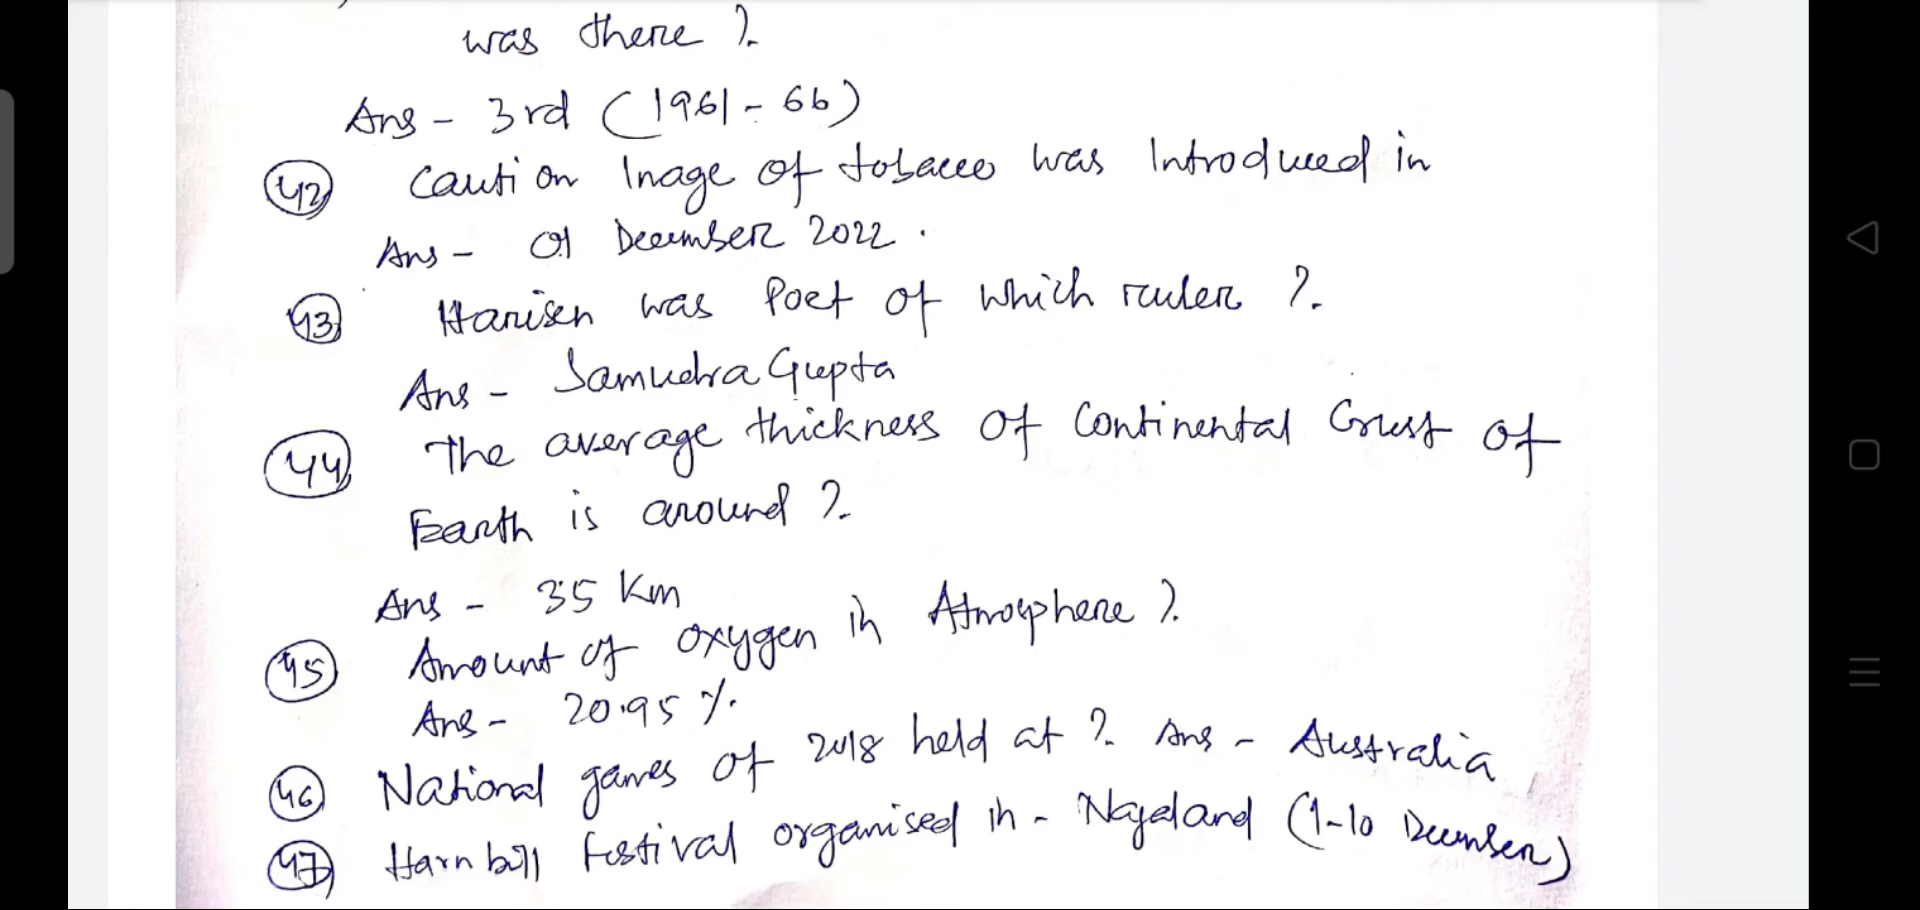 was there ?
Ans - 3rd (1961 - 66)
42 Caution Inage of tobacco was Introduced in
Ans - 01 December 2022.
43 Harisen was Poet of which ruler ?
Ans - Samudra Gupta
44 The average thickness of Continental Crust of
Earth is around ?
Ans - 35 Km
45 Amount of oxygen in Atmosphere ?
Ans - 20.95 %
46 National games of 2018 held at ? Ans - Australia
47 Harnbill festival organised in - Nagaland (1-10 December)